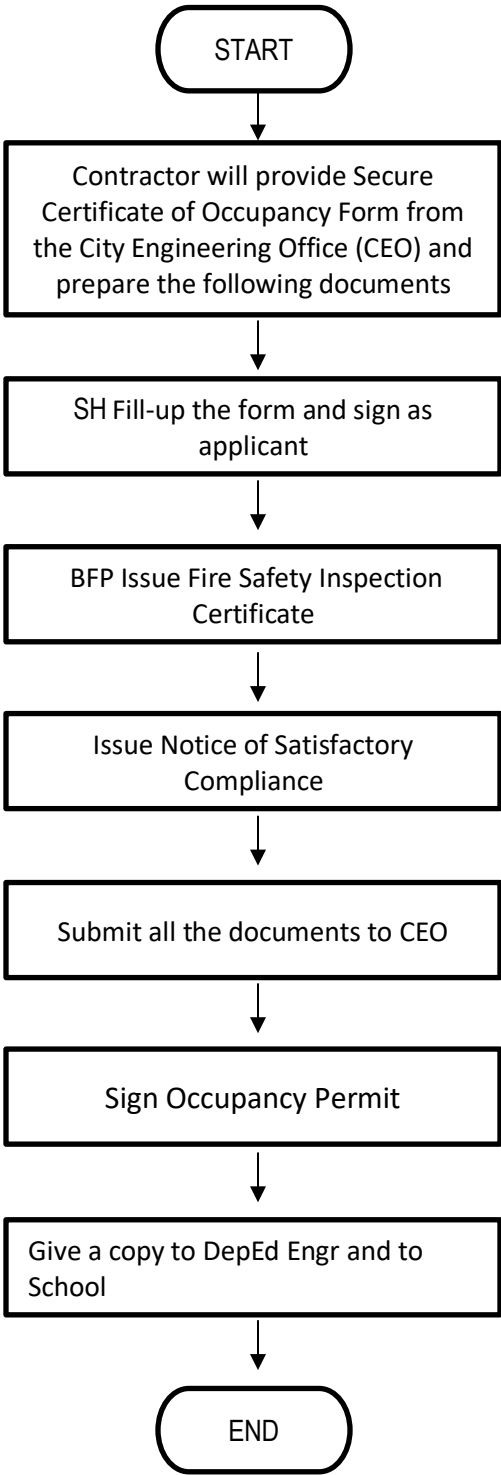 START
Contractor will provide Secure
Certificate of Occupancy Form from
the City Engineering Office (CEO) and
prepare the following documents
SH Fill-up the form and sign as
applicant
BFP Issue Fire Safety Inspection
Certificate
Issue Notice of Satisfactory
Compliance
Submit all the documents to CEO
Sign Occupancy Permit
Give a copy to DepEd Engr and to
School
END